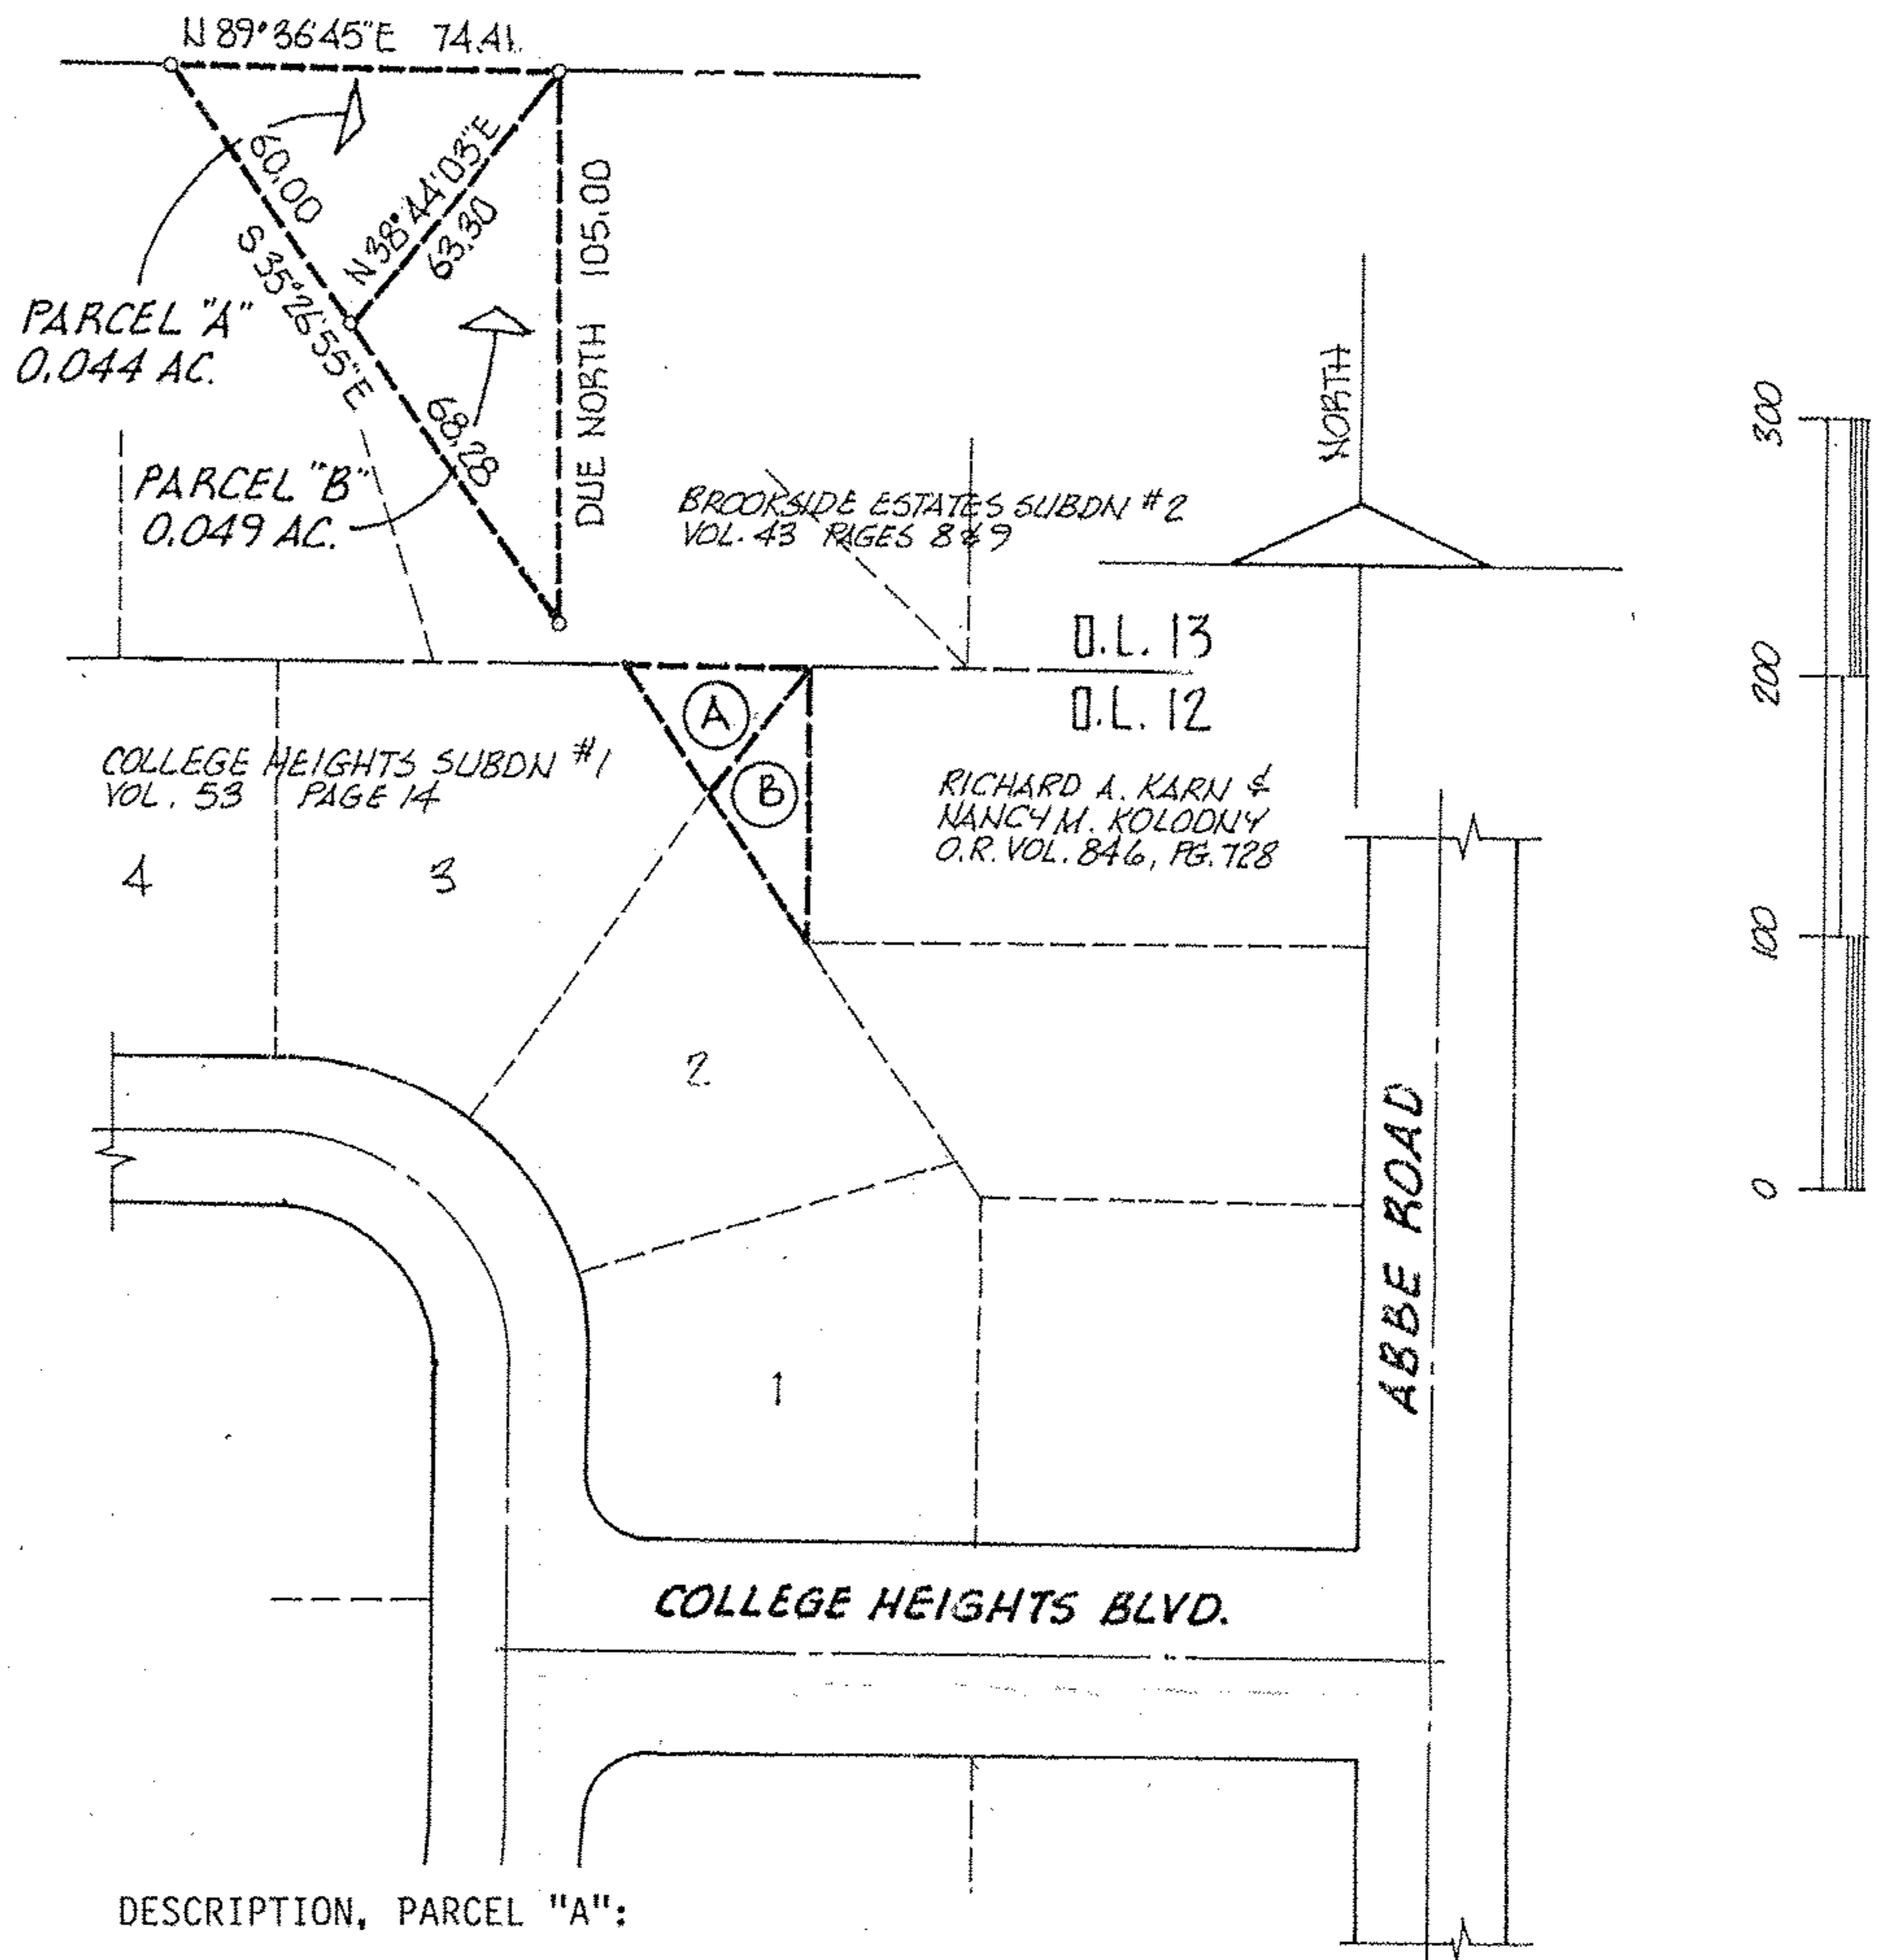 N 89°36'45"E 74.41
60.00
S 35°26'55"E
N 38°44'03"E
63.30
DUE NORTH 105.00
PARCEL "A"
0.044 AC.
68.28
PARCEL "B"
0.049 AC.
BROOKSIDE ESTATES SUBDN #2
VOL. 43 PAGES 8 & 9
NORTH
300
200
100
0
O.L. 13
O.L. 12
A
B
COLLEGE HEIGHTS SUBDN #1
VOL. 53 PAGE 14
RICHARD A. KARN &
NANCY M. KOLODNY
O.R. VOL. 846, PG. 728
4
3
2
1
ABBE ROAD
COLLEGE HEIGHTS BLVD.
DESCRIPTION, PARCEL "A":